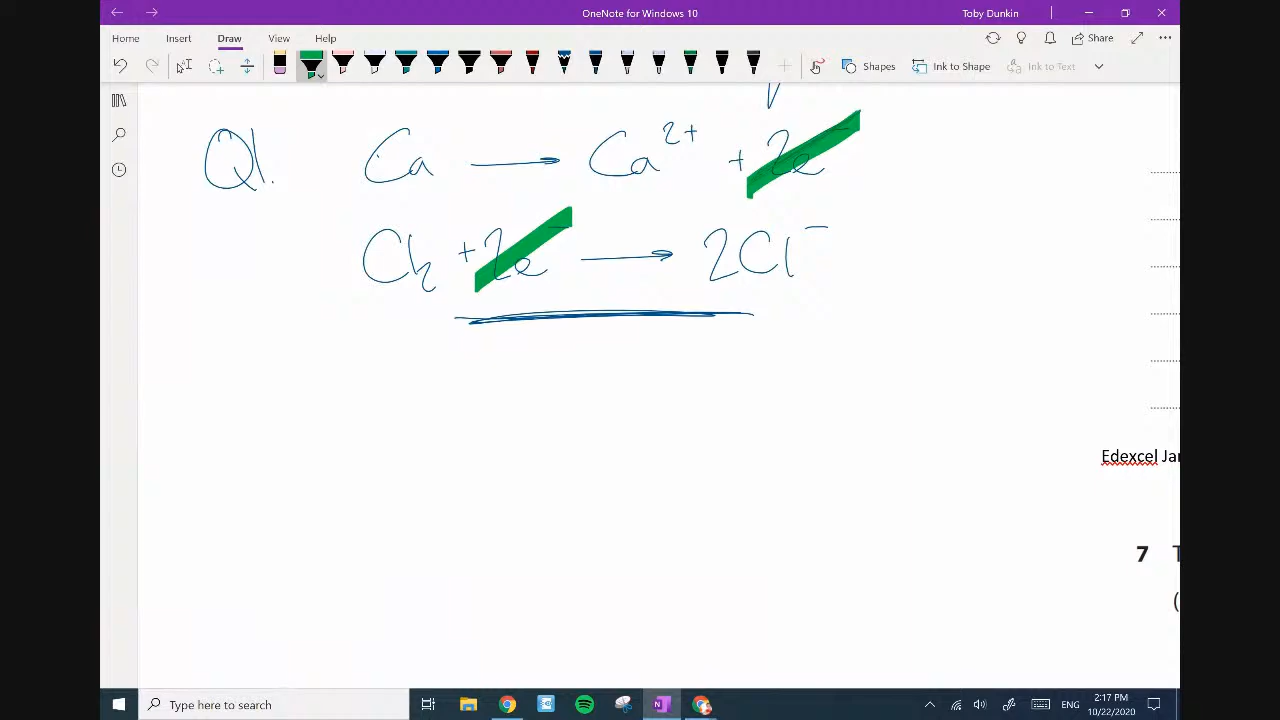 OneNote for Windows 10
Toby Dunkin
Home Insert Draw View Help
Share
Shapes Ink to Shape Ink to Text
Q1. Ca → Ca²⁺ + 2e⁻
Cl₂ + 2e⁻ → 2Cl⁻
Edexcel Jan
7
(
Type here to search
ENG
2:17 PM
10/22/2020